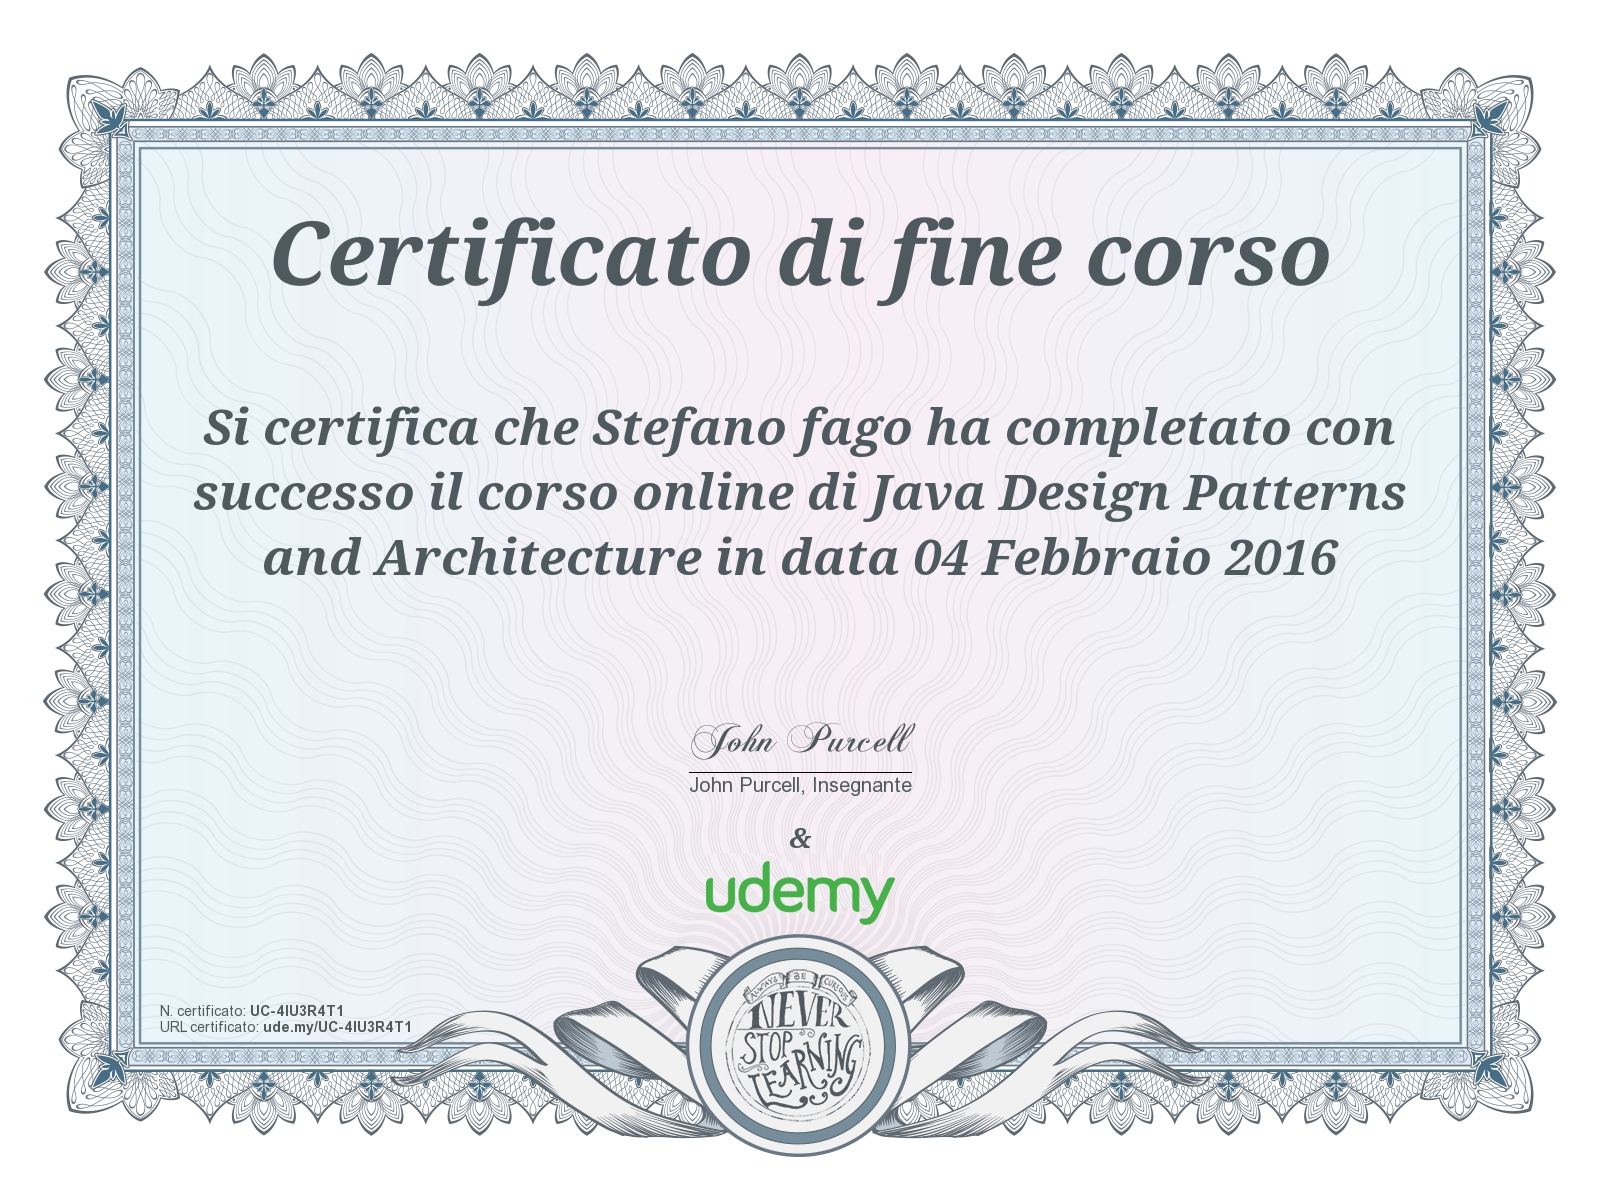 Certificato di fine corso
Si certifica che Stefano fago ha completato con
successo il corso online di Java Design Patterns
and Architecture in data 04 Febbraio 2016
John Purcell
John Purcell, Insegnante
&
udemy
ALWAYS BE CURIOUS
NEVER
STOP
LEARNING
N. certificato: UC-4IU3R4T1
URL certificato: ude.my/UC-4IU3R4T1